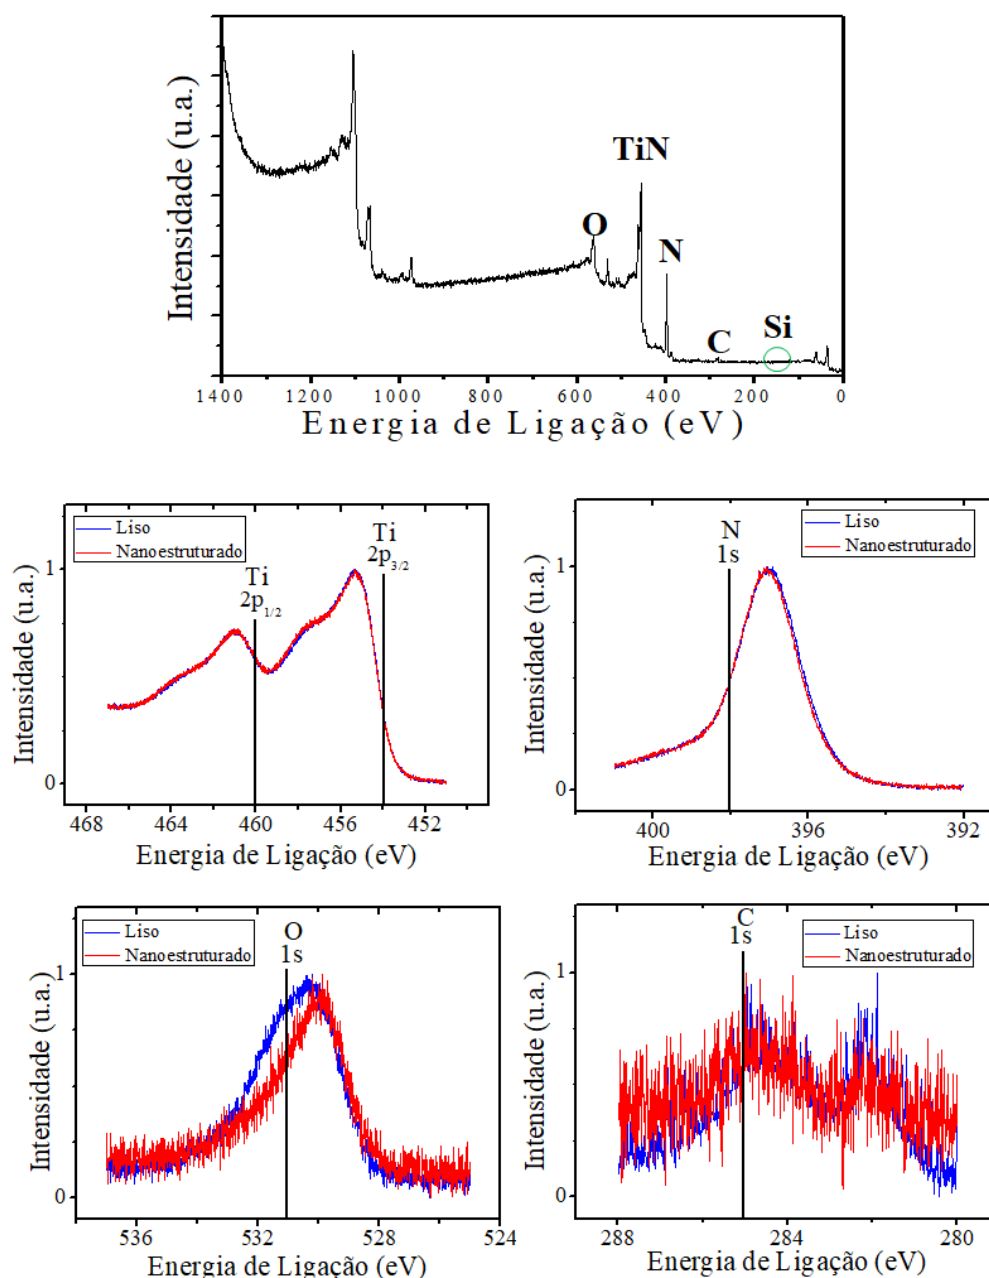 Intensidade (u.a.)
TiN
O
N
C
Si
1400 1200 1000 800 600 400 200 0
Energia de Ligação (eV)
Liso
Nanoestruturado
Ti
2p1/2
Ti
2p3/2
1
0
Intensidade (u.a.)
468 464 460 456 452
Energia de Ligação (eV)
Liso
Nanoestruturado
N
1s
1
0
Intensidade (u.a.)
400 396 392
Energia de Ligação (eV)
Liso
Nanoestruturado
O
1s
1
0
Intensidade (u.a.)
536 532 528 524
Energia de Ligação (eV)
Liso
Nanoestruturado
C
1s
1
0
Intensidade (u.a.)
288 284 280
Energia de Ligação (eV)